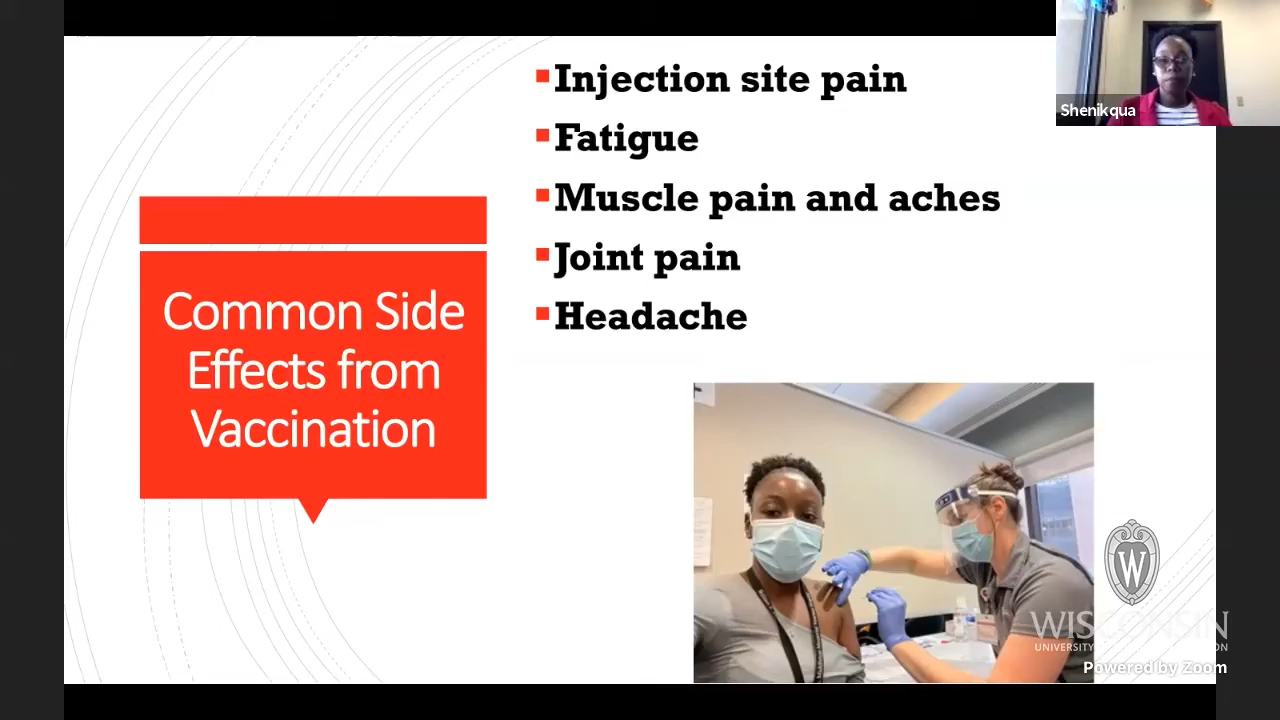 Injection site pain
Fatigue
Muscle pain and aches
Joint pain
Headache
Common Side
Effects from
Vaccination
Shenikqua
W
WISCONSIN
UNIVERSITY
Powered by Zoom